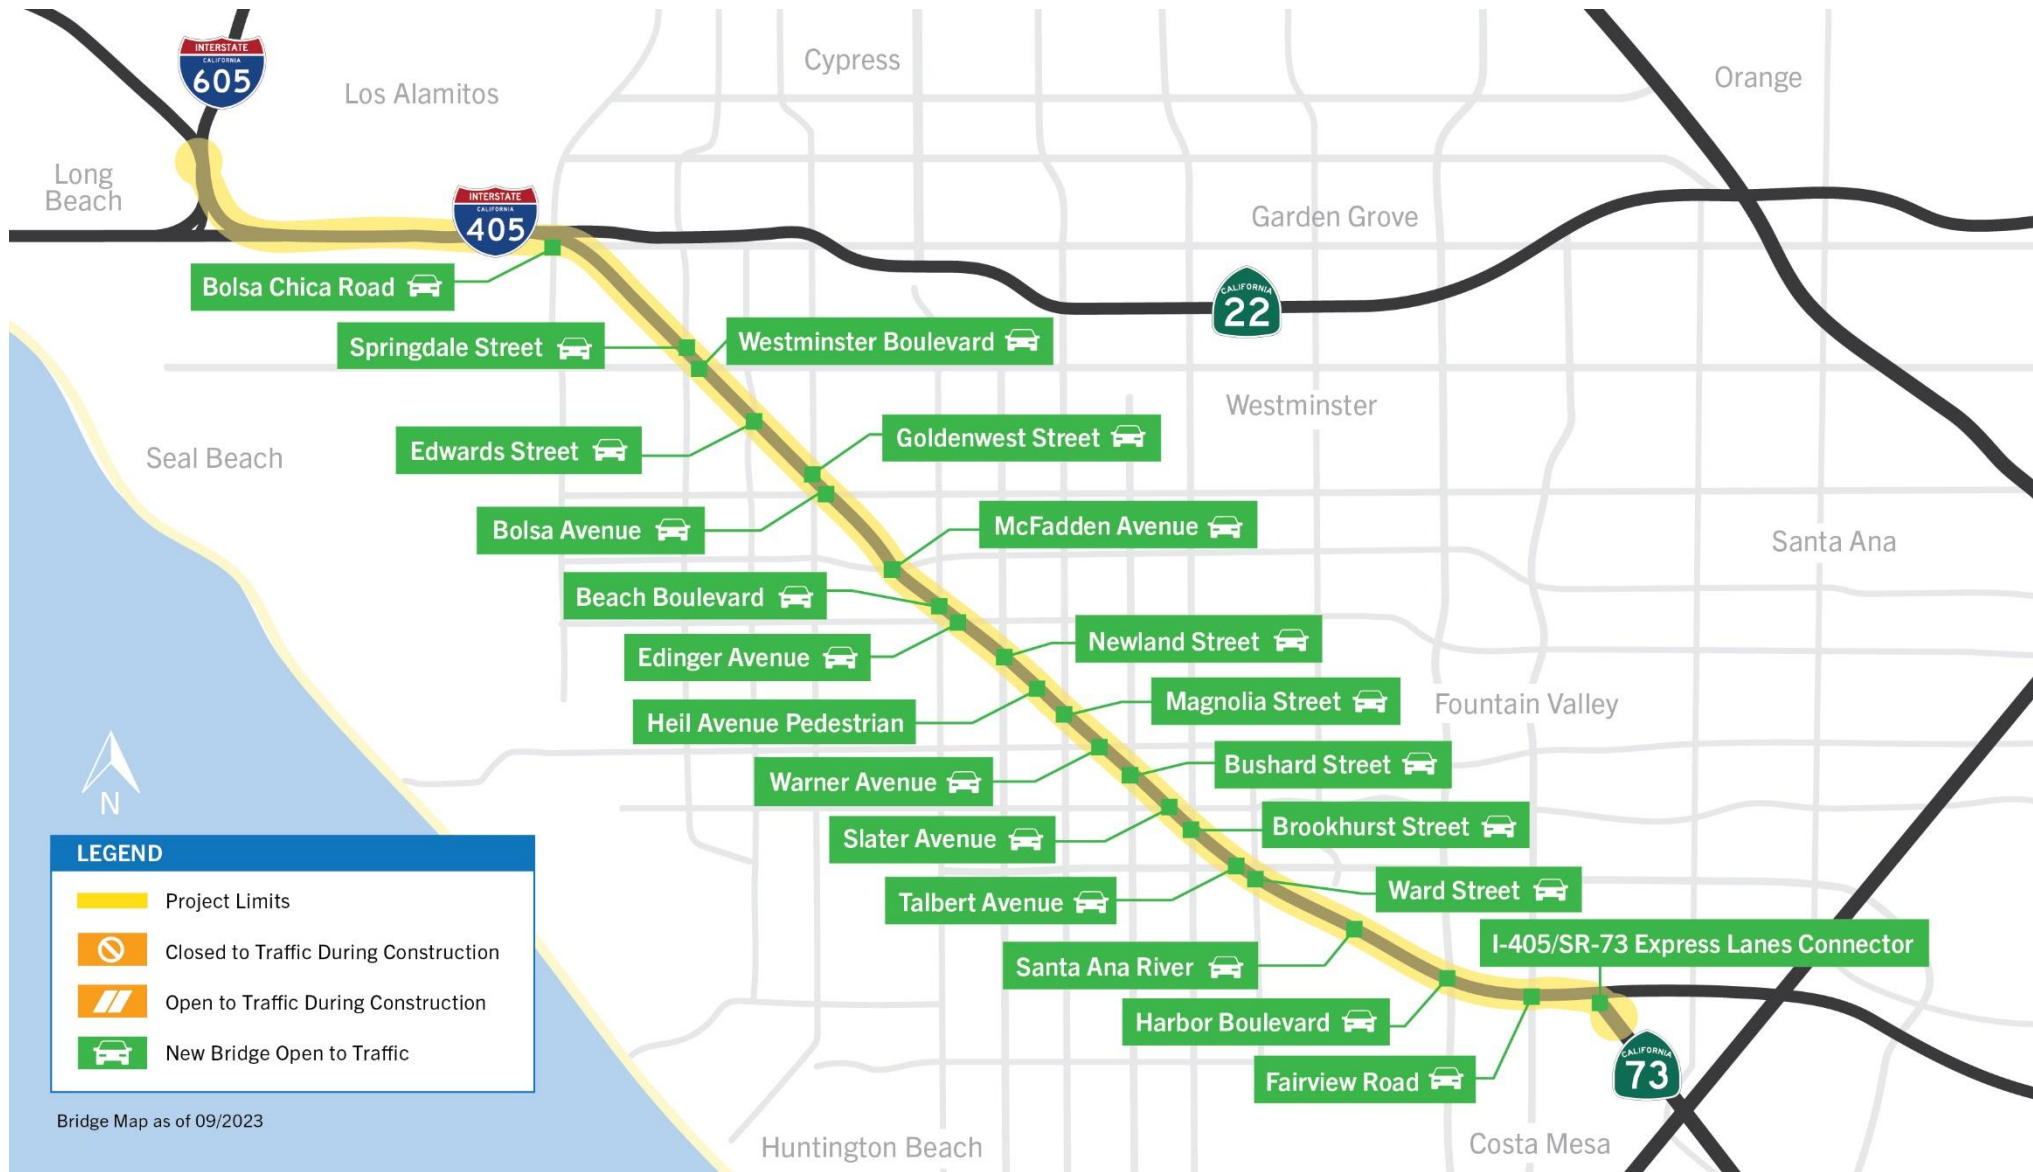 INTERSTATE
CALIFORNIA
605
Los Alamitos
Cypress
Orange
Long
Beach
INTERSTATE
CALIFORNIA
405
Garden Grove
Bolsa Chica Road
CALIFORNIA
22
Springdale Street
Westminster Boulevard
Westminster
Seal Beach
Edwards Street
Goldenwest Street
Bolsa Avenue
McFadden Avenue
Santa Ana
Beach Boulevard
Edinger Avenue
Newland Street
Heil Avenue Pedestrian
Magnolia Street
Fountain Valley
Warner Avenue
Bushard Street
Slater Avenue
Brookhurst Street
Talbert Avenue
Ward Street
Santa Ana River
I-405/SR-73 Express Lanes Connector
Harbor Boulevard
Fairview Road
CALIFORNIA
73
Huntington Beach
Costa Mesa
N
LEGEND
Project Limits
Closed to Traffic During Construction
Open to Traffic During Construction
New Bridge Open to Traffic
Bridge Map as of 09/2023